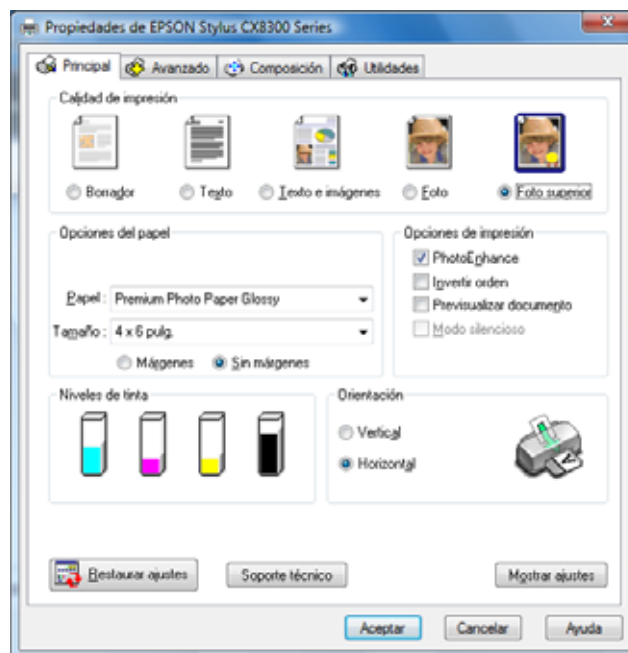 Propiedades de EPSON Stylus CX8300 Series
Principal Avanzado Composición Utilidades
Calidad de impresión
Borrador Texto Texto e imágenes Foto Foto superior
Opciones del papel Opciones de impresión
PhotoEnhance
Invertir orden
Papel: Premium Photo Paper Glossy Previsualizar documento
Tamaño: 4 x 6 pulg. Modo silencioso
Márgenes Sin márgenes
Niveles de tinta Orientación
Vertical
Horizontal
Restaurar ajustes Soporte técnico Mostrar ajustes
Aceptar Cancelar Ayuda